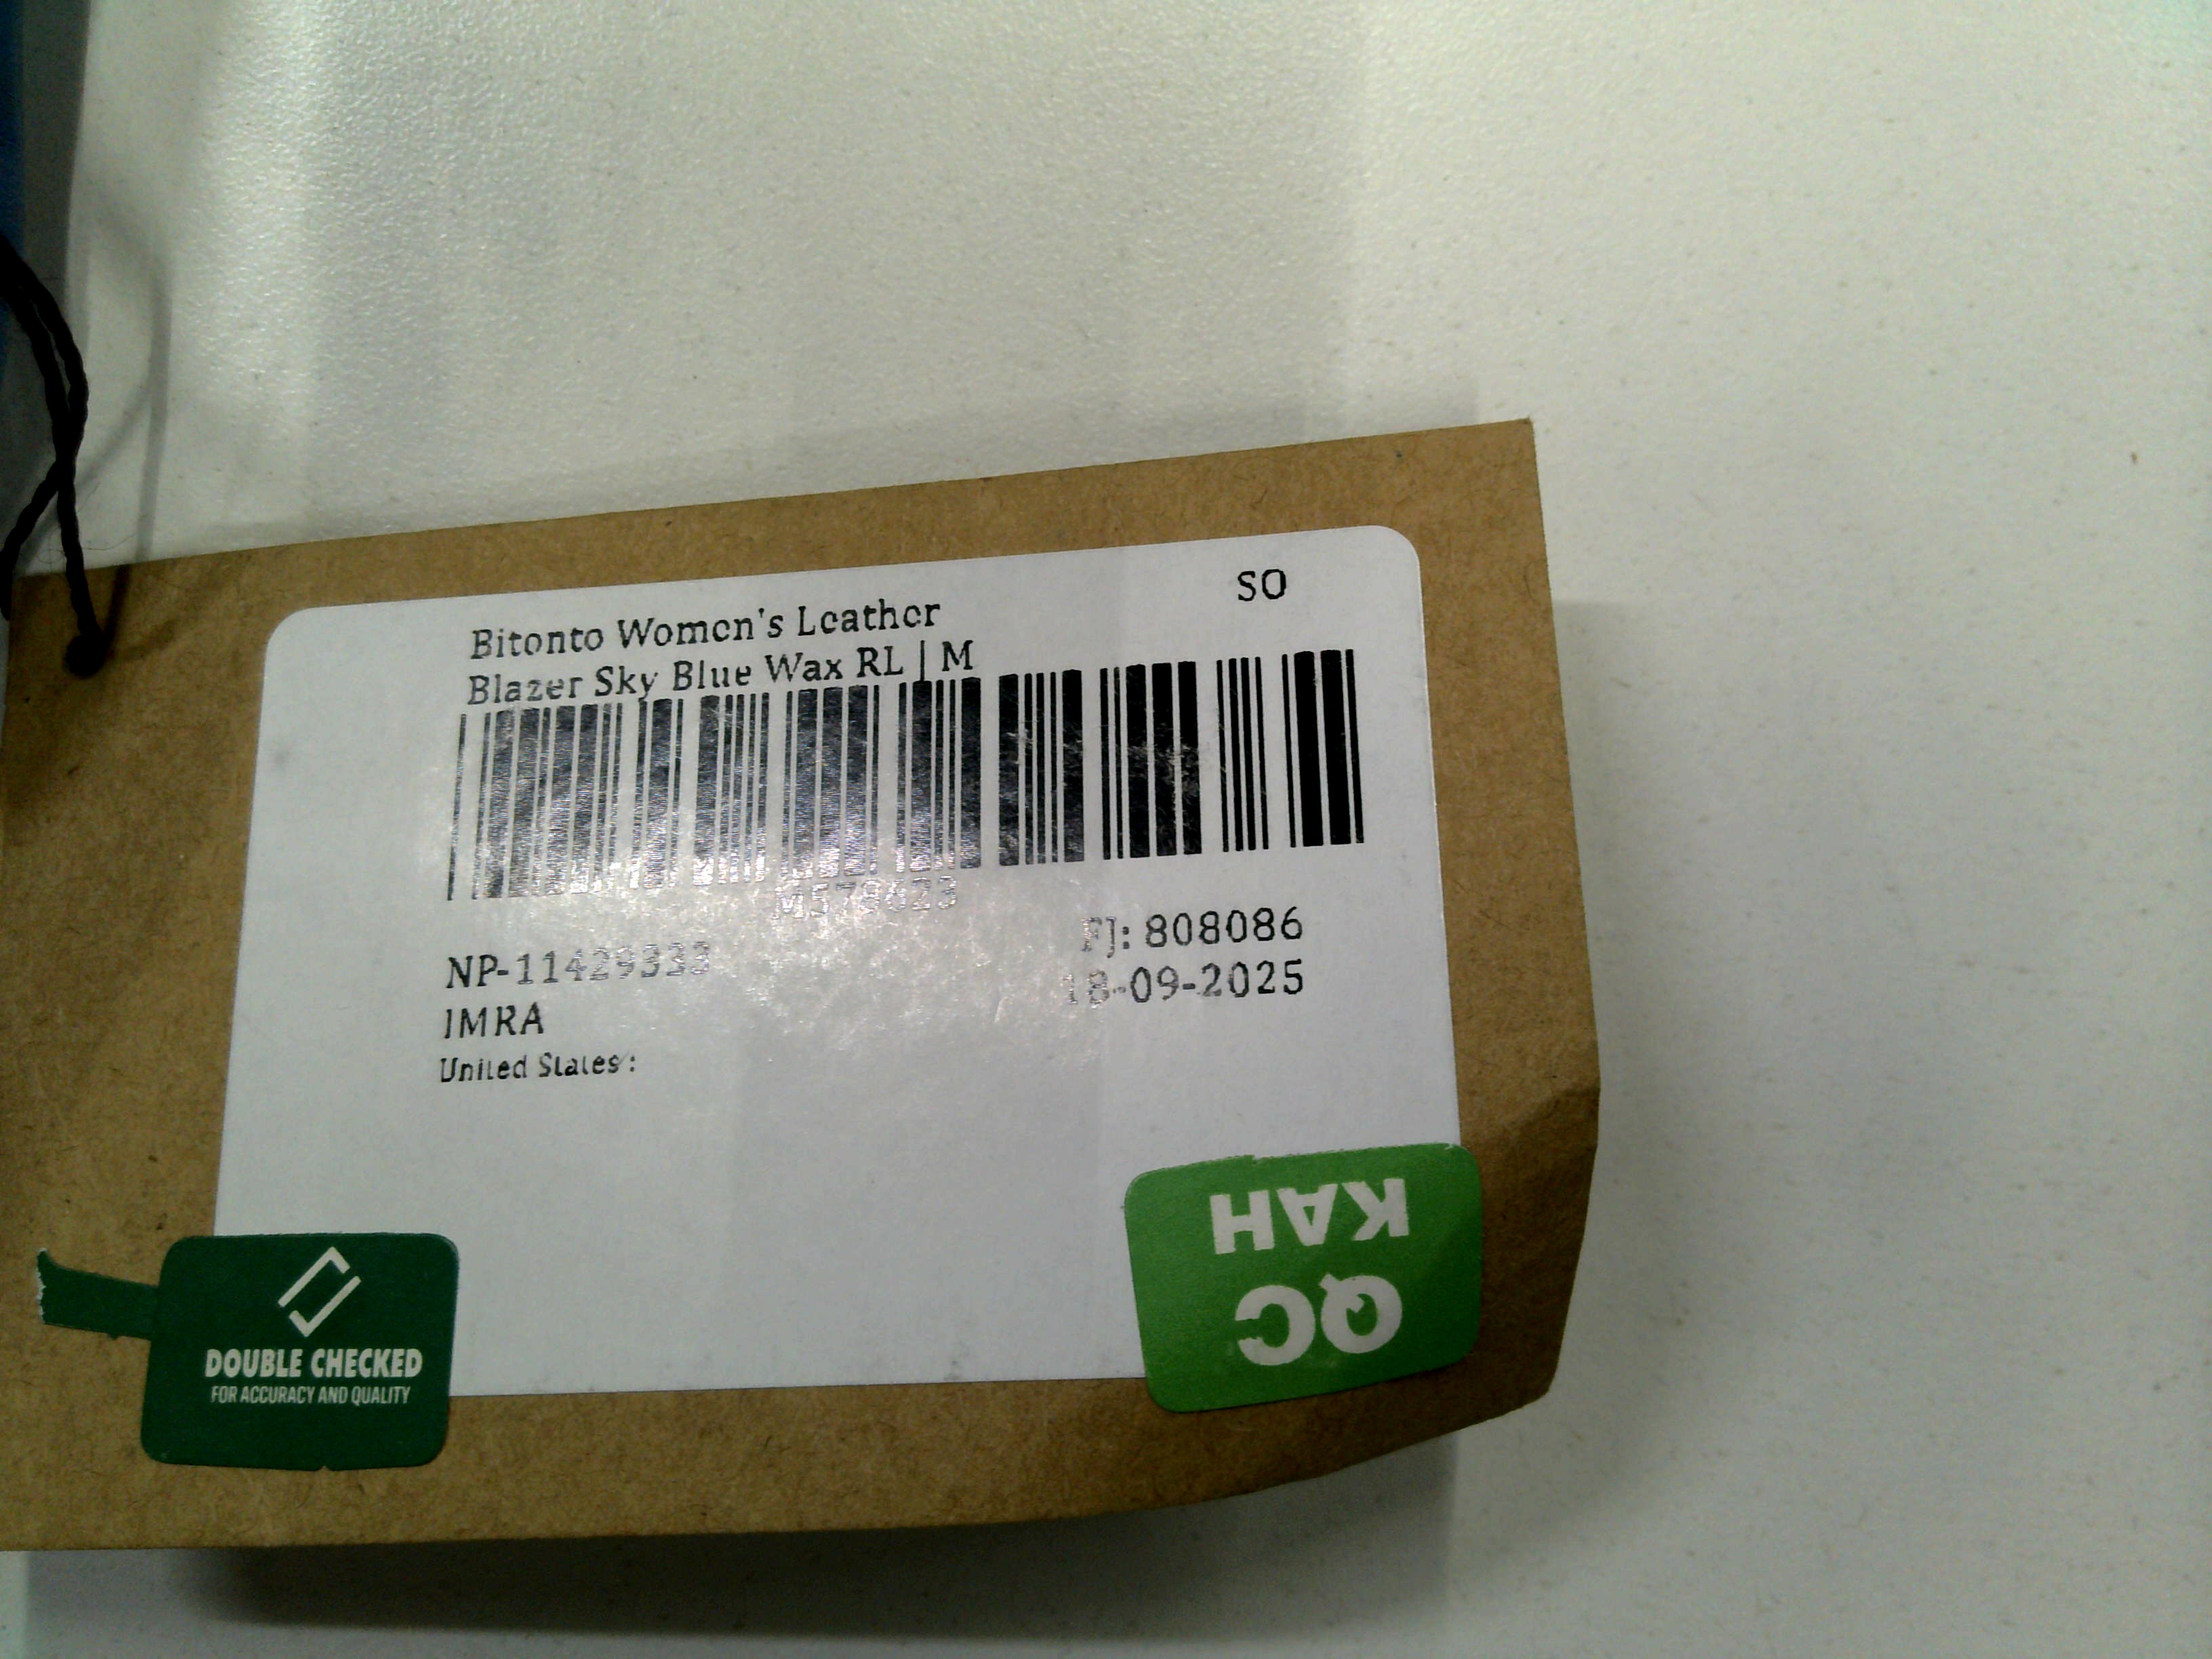 SO
Bitonto Women's Leather
Blazer Sky Blue Wax RL | M
FJ: 808086
NP-11429333
18-09-2025
IMRA
United States :
QC
KAH
DOUBLE CHECKED
FOR ACCURACY AND QUALITY